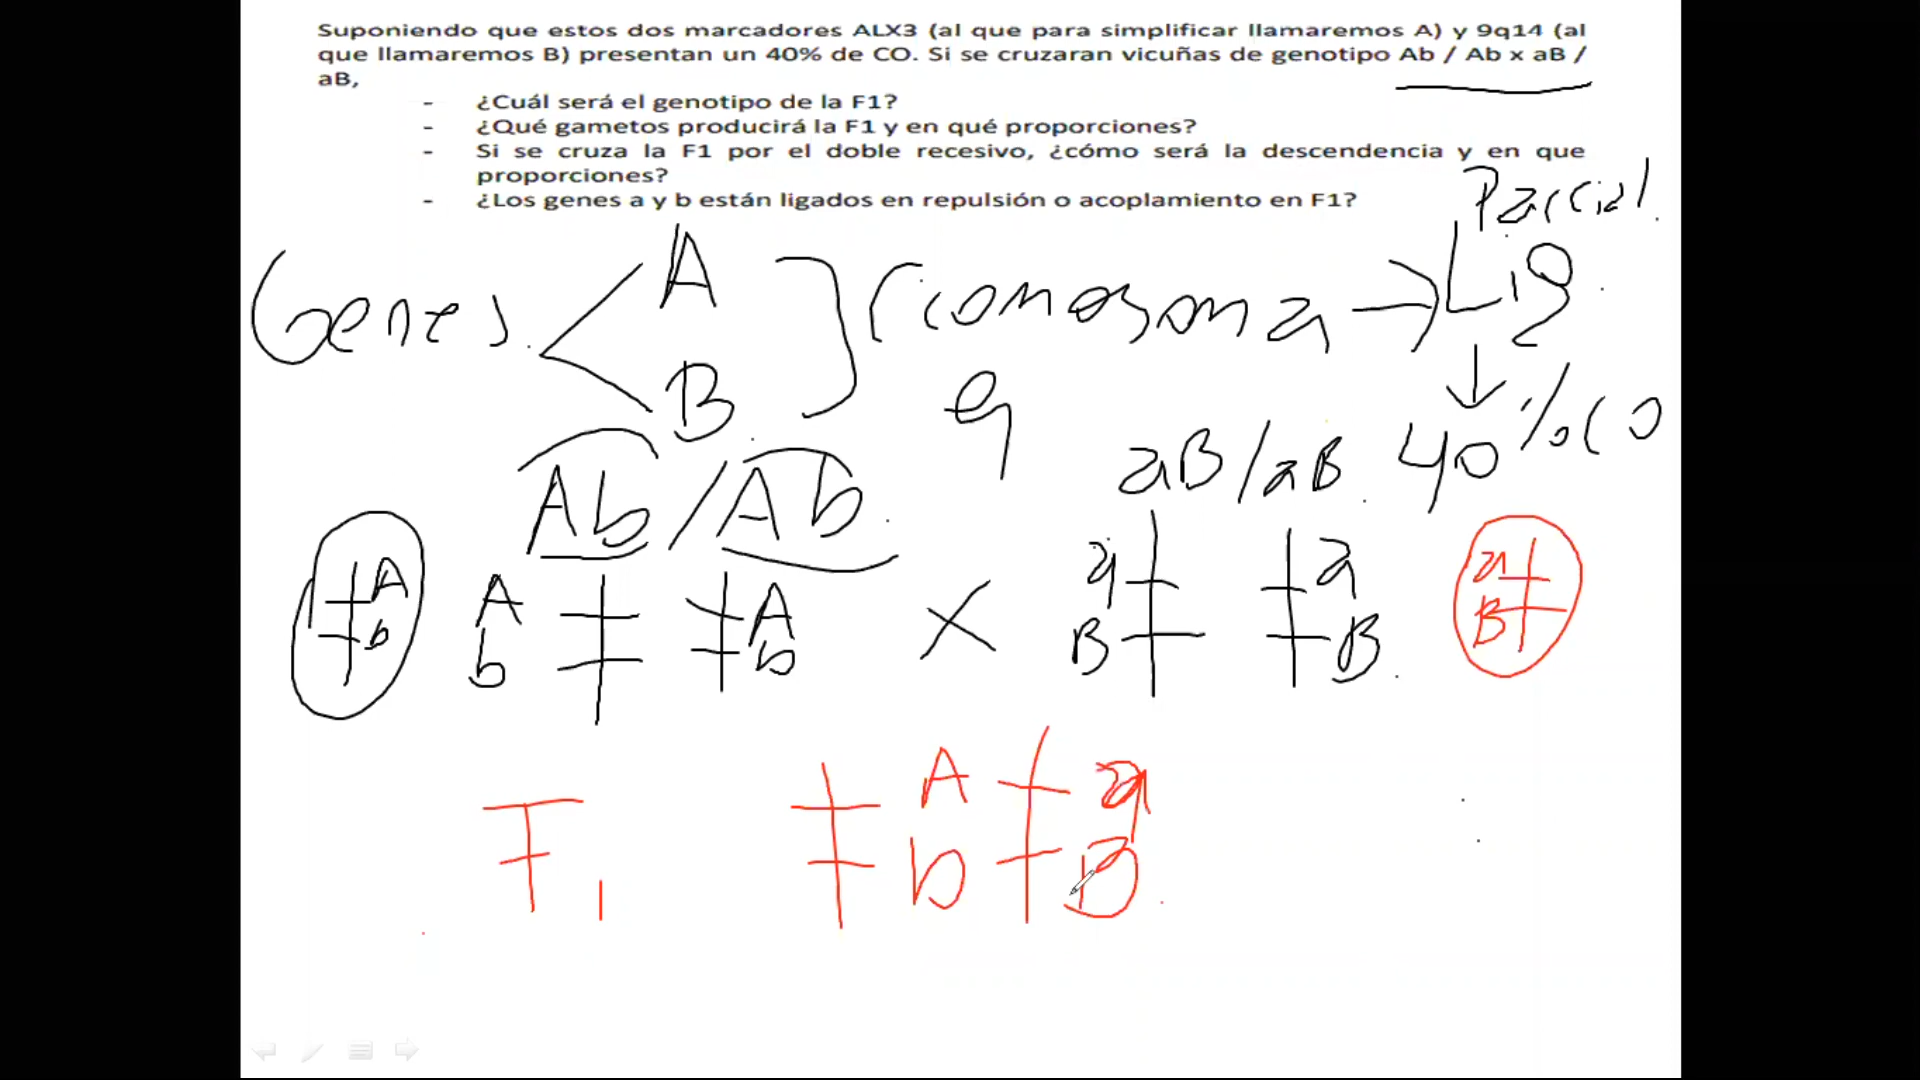 Suponiendo que estos dos marcadores ALX3 (al que para simplificar llamaremos A) y 9q14 (al
que llamaremos B) presentan un 40% de CO. Si se cruzaran vicuñas de genotipo Ab / Ab x aB /
aB,
- ¿Cuál será el genotipo de la F1?
- ¿Qué gametos producirá la F1 y en qué proporciones?
- Si se cruza la F1 por el doble recesivo, ¿cómo será la descendencia y en que
proporciones?
- ¿Los genes a y b están ligados en repulsión o acoplamiento en F1?
Parcial
Genes A
B
→ Lig
↓
40 % CO
Ab / Ab
aB / aB
A
b
A
b
A
b
X
a
B
a
B
a
B
F1
A
b
a
B